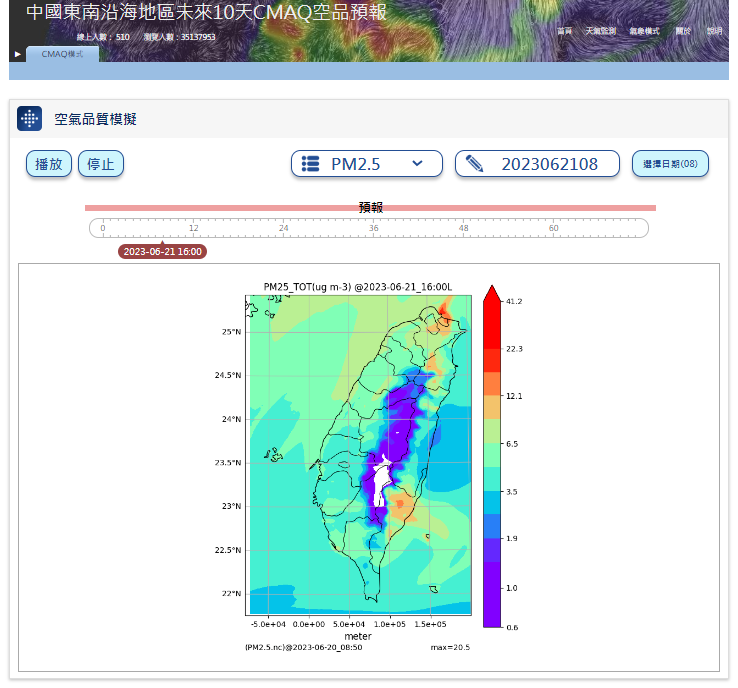 中國東南沿海地區未來10天CMAQ空品預報
線上人數： 510 瀏覽人數：35137953
首頁 天氣監測 氣象模式 關於 說明
CMAQ模式
空氣品質模擬
播放 停止 PM2.5 2023062108 選擇日期(08)
預報
0 12 24 36 48 60
2023-06-21 16:00
PM25_TOT(ug m-3) @2023-06-21_16:00L
41.2
25°N
22.3
24.5°N
12.1
24°N
6.5
23.5°N
3.5
23°N
1.9
22.5°N
1.0
22°N
0.6
-5.0e+04 0.0e+00 5.0e+04 1.0e+05 1.5e+05
meter
(PM2.5.nc)@2023-06-20_08:50 max=20.5